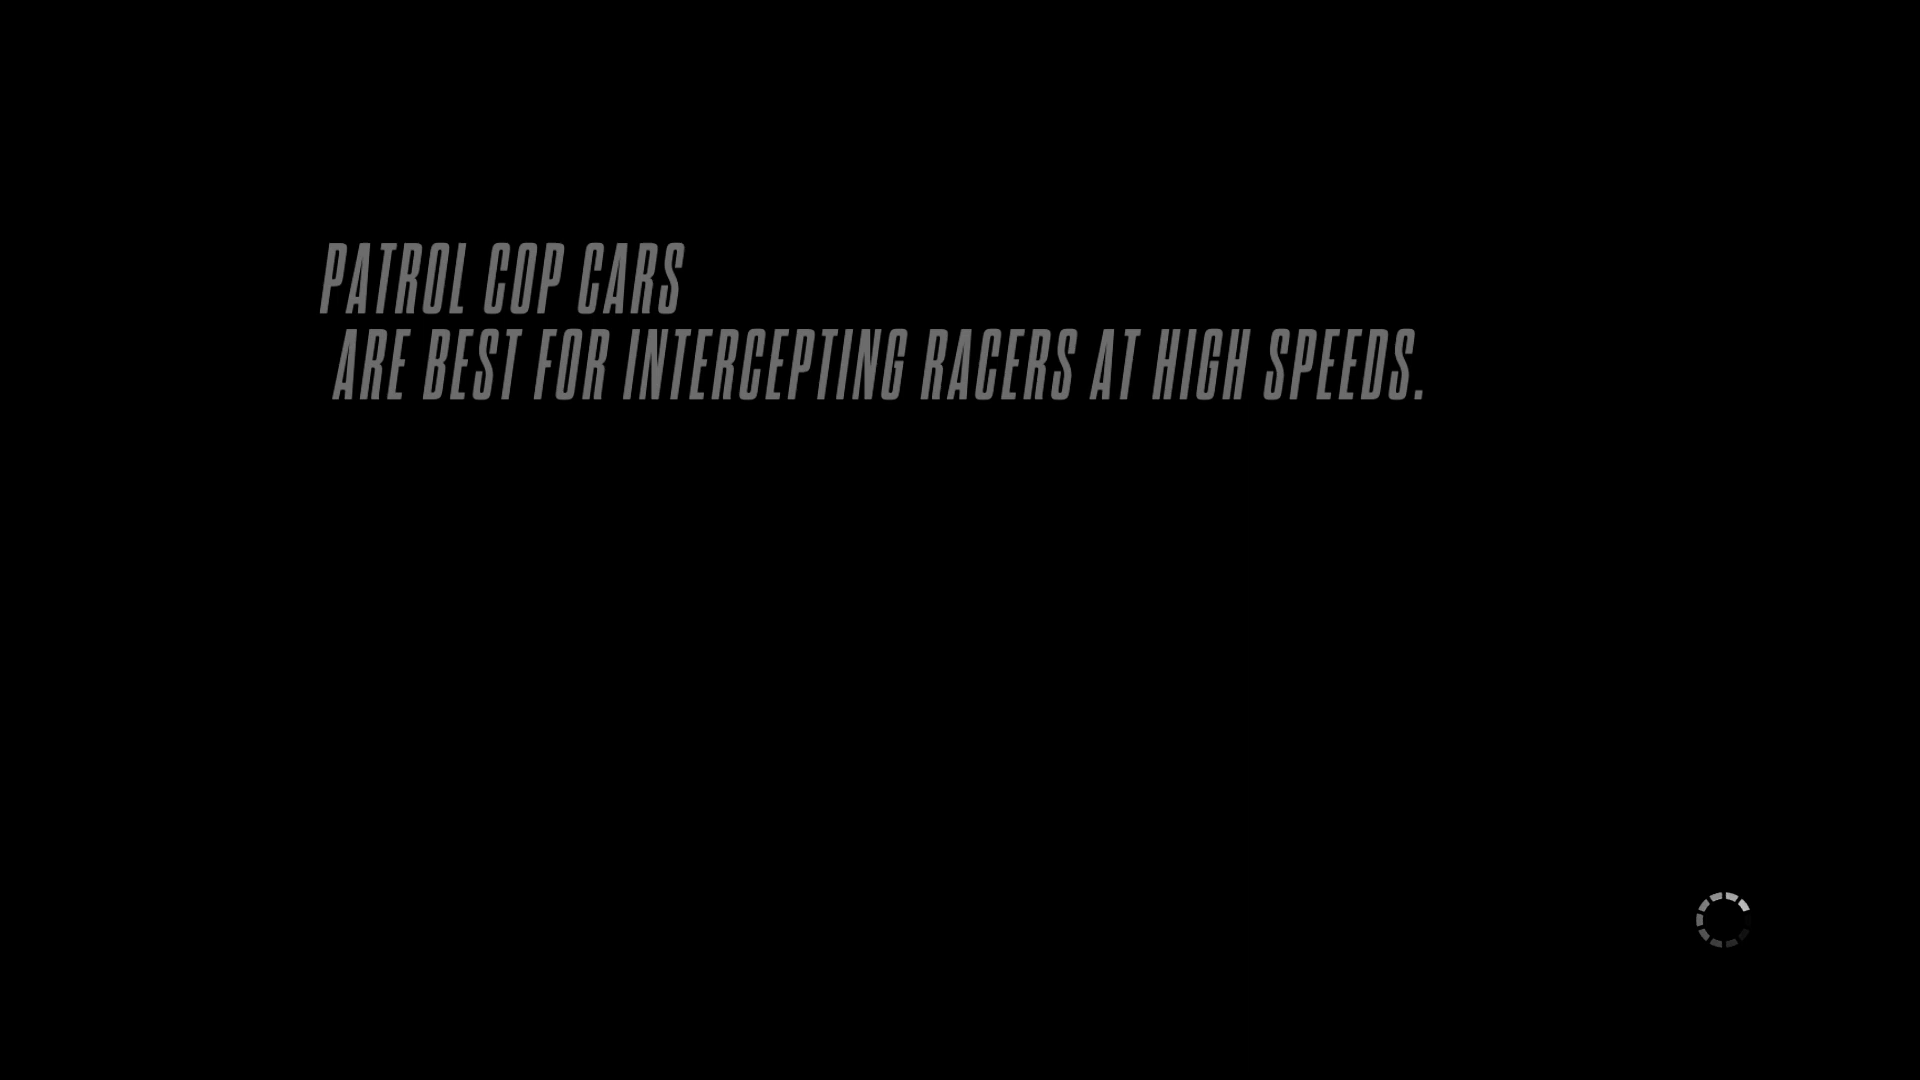 PATROL COP CARS
ARE BEST FOR INTERCEPTING RACERS AT HIGH SPEEDS.